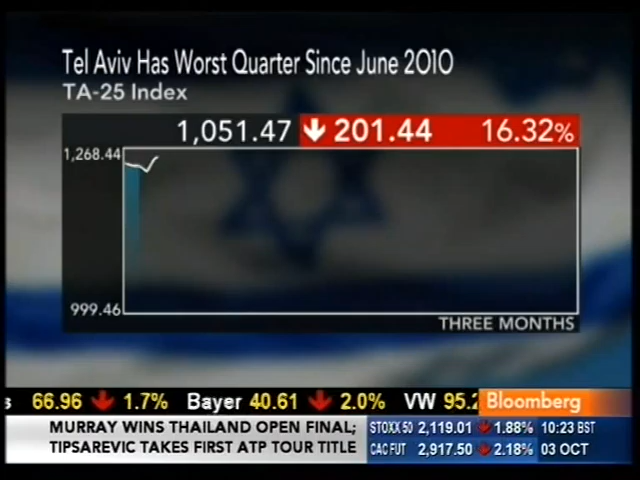 Tel Aviv Has Worst Quarter Since June 2010
TA-25 Index
1,051.47 201.44 16.32%
1,268.44
999.46
THREE MONTHS
s 66.96 1.7% Bayer 40.61 2.0% VW 95.2
Bloomberg
MURRAY WINS THAILAND OPEN FINAL;
TIPSAREVIC TAKES FIRST ATP TOUR TITLE
STOXX 50 2,119.01 1.88% 10:23 BST
CAC FUT 2,917.50 2.18% 03 OCT